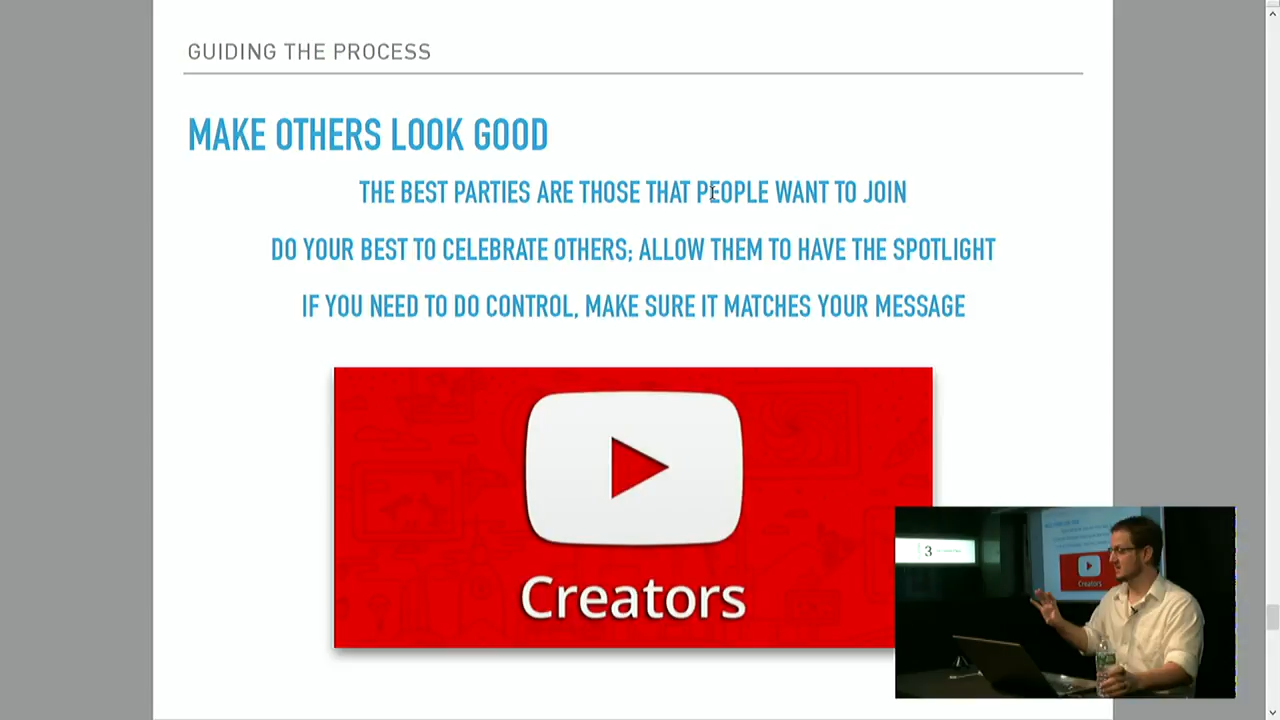 GUIDING THE PROCESS
MAKE OTHERS LOOK GOOD
THE BEST PARTIES ARE THOSE THAT PEOPLE WANT TO JOIN
DO YOUR BEST TO CELEBRATE OTHERS; ALLOW THEM TO HAVE THE SPOTLIGHT
IF YOU NEED TO DO CONTROL, MAKE SURE IT MATCHES YOUR MESSAGE
Creators
3
Creators